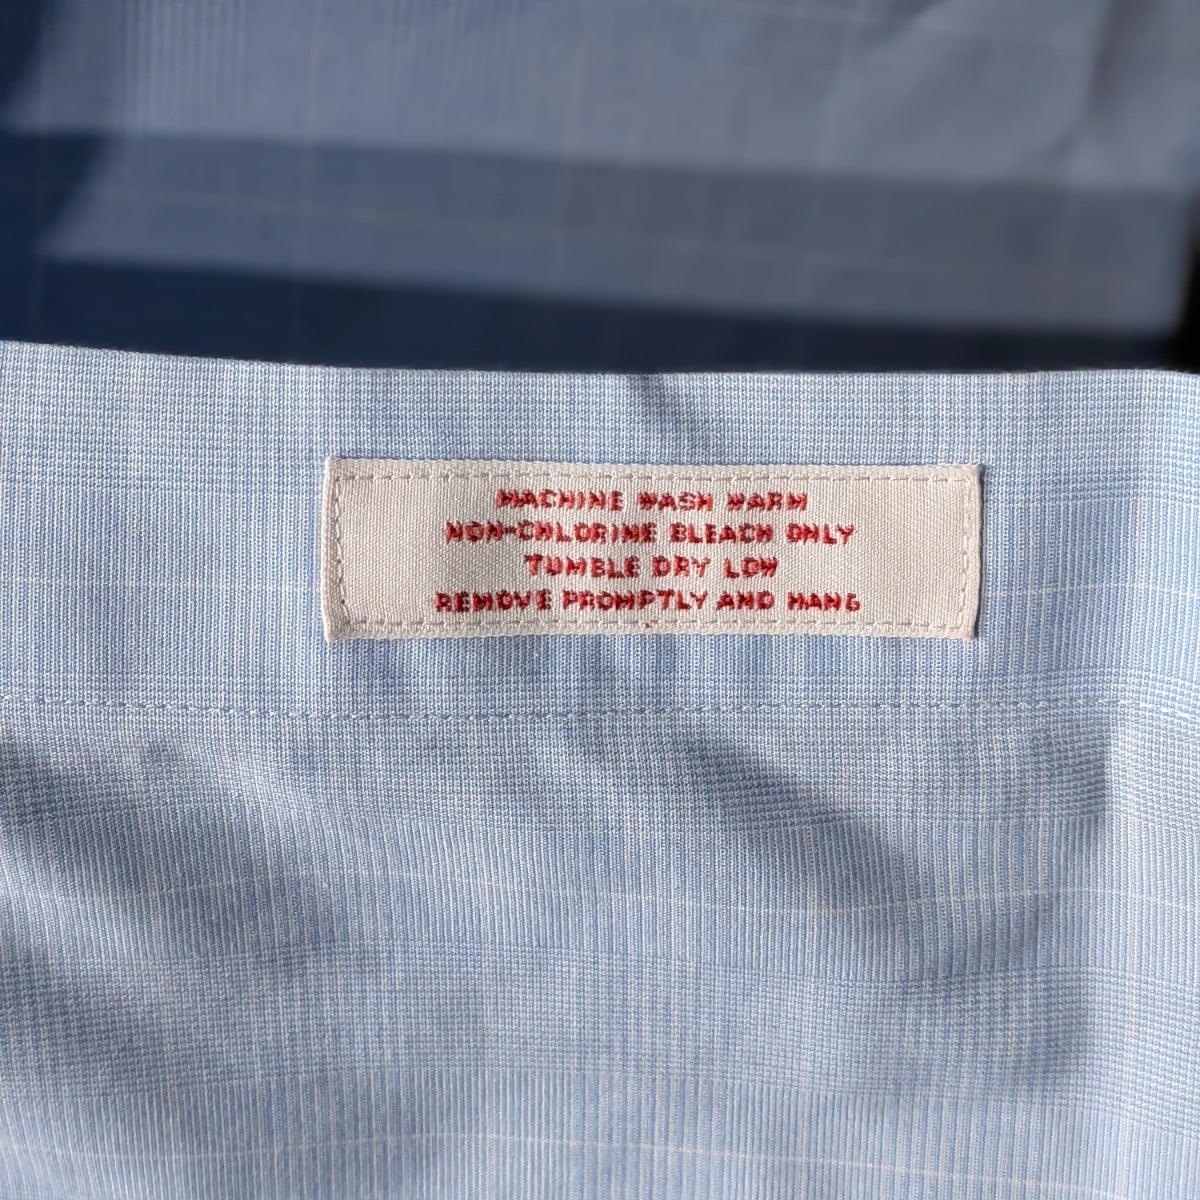 MACHINE WASH WARM
NON-CHLORINE BLEACH ONLY
TUMBLE DRY LOW
REMOVE PROMPTLY AND HANG